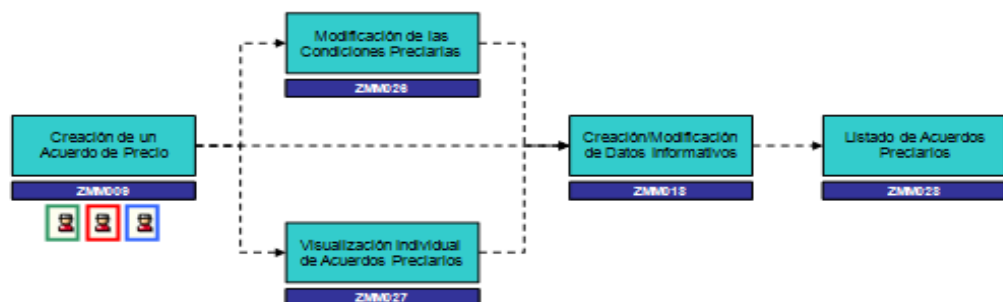 Modificación de las
Condiciones Preciarias
ZMM026
Creación de un
Acuerdo de Precio
ZMM009
Creación/Modificación
de Datos Informativos
ZMM018
Listado de Acuerdos
Preciarios
ZMM028
Visualización Individual
de Acuerdos Preciarios
ZMM027